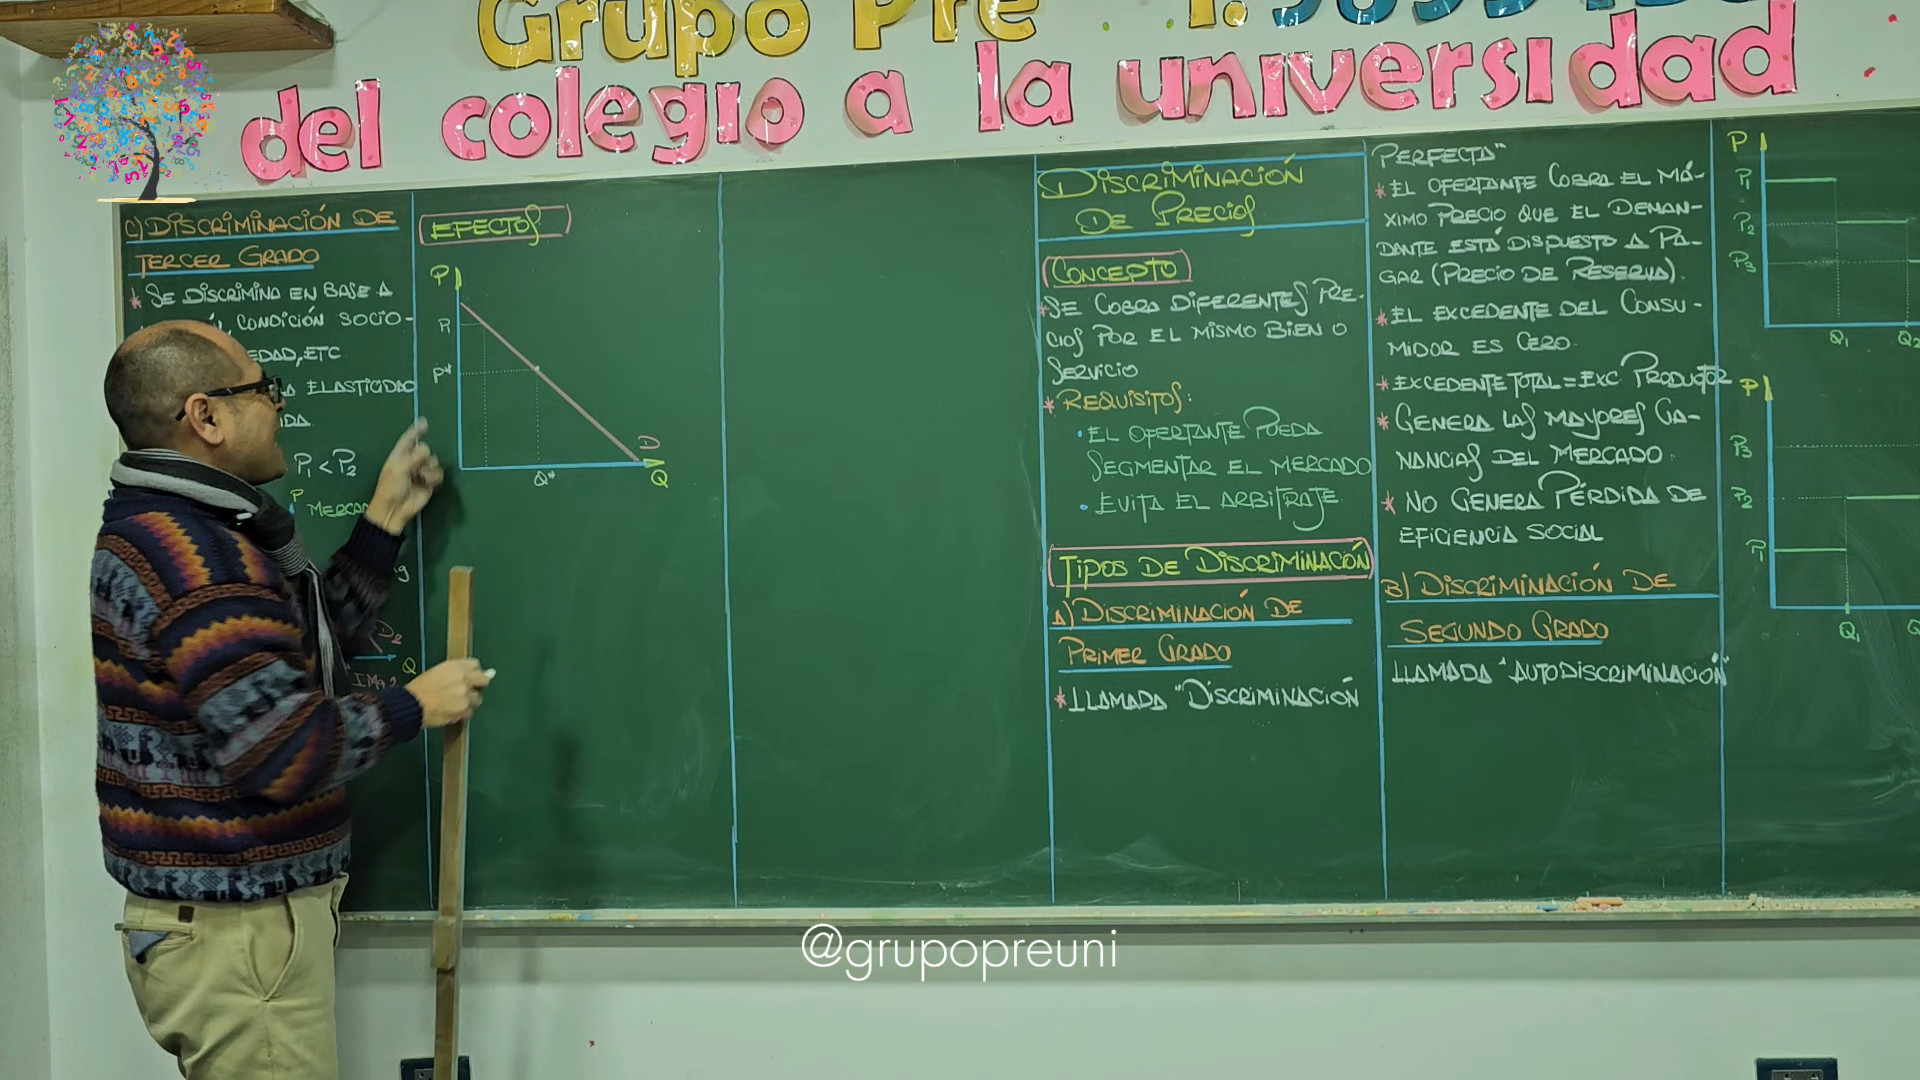 Grupo Pre
del colegio a la universidad
C) DISCRIMINACIÓN DE
TERCER GRADO
* SE DISCRIMINA EN BASE A
CONDICIÓN SOCIO-
EDAD, ETC
ELASTICIDAD
P₁ < P₂
P
D₂
Q
IMg₂
EFECTOS
P
P₁
P*
D
Q*
Q
DISCRIMINACIÓN
DE PRECIOS
CONCEPTO
* SE COBRA DIFERENTES PRE-
CIOS POR EL MISMO BIEN O
SERVICIO
* REQUISITOS:
• EL OFERTANTE PUEDA
SEGMENTAR EL MERCADO
• EVITA EL ARBITRAJE
TIPOS DE DISCRIMINACIÓN
A) DISCRIMINACIÓN DE
PRIMER GRADO
* LLAMADA "DISCRIMINACIÓN
PERFECTA"
* EL OFERTANTE COBRA EL MÁ-
XIMO PRECIO QUE EL DEMAN-
DANTE ESTÁ DISPUESTO A PA-
GAR (PRECIO DE RESERVA).
* EL EXCEDENTE DEL CONSU-
MIDOR ES CERO.
* EXCEDENTE TOTAL = EXC PRODUCTOR
* GENERA LAS MAYORES GA-
NANCIAS DEL MERCADO.
* NO GENERA PÉRDIDA DE
EFICIENCIA SOCIAL
B) DISCRIMINACIÓN DE
SEGUNDO GRADO
LLAMADA "AUTODISCRIMINACIÓN"
P
P₁
P₂
P₃
Q₁
Q₂
P
P₃
P₂
P₁
Q₁
@grupopreuni